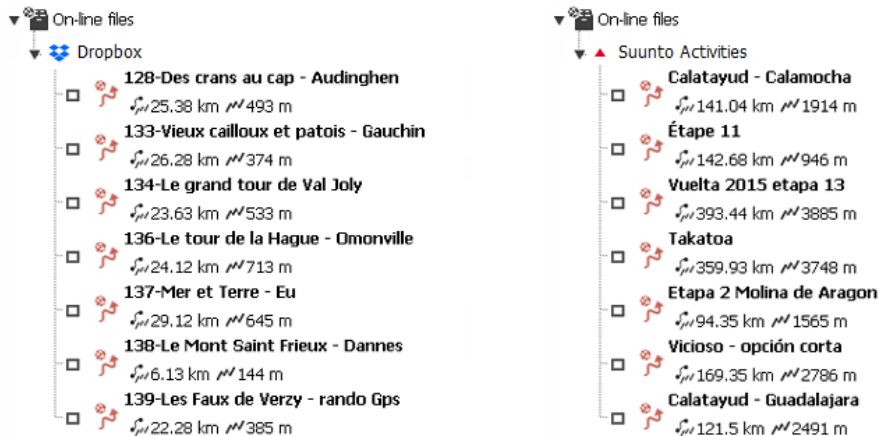 On-line files
Dropbox
128-Des crans au cap - Audinghen
25.38 km 493 m
133-Vieux cailloux et patois - Gauchin
26.28 km 374 m
134-Le grand tour de Val Joly
23.63 km 533 m
136-Le tour de la Hague - Omonville
24.12 km 713 m
137-Mer et Terre - Eu
29.12 km 645 m
138-Le Mont Saint Frieux - Dannes
6.13 km 144 m
139-Les Faux de Verzy - rando Gps
22.28 km 385 m
On-line files
Suunto Activities
Calatayud - Calamocha
141.04 km 1914 m
Étape 11
142.68 km 946 m
Vuelta 2015 etapa 13
393.44 km 3885 m
Takatoa
359.93 km 3748 m
Etapa 2 Molina de Aragon
94.35 km 1565 m
Vicioso - opción corta
169.35 km 2786 m
Calatayud - Guadalajara
121.5 km 2491 m